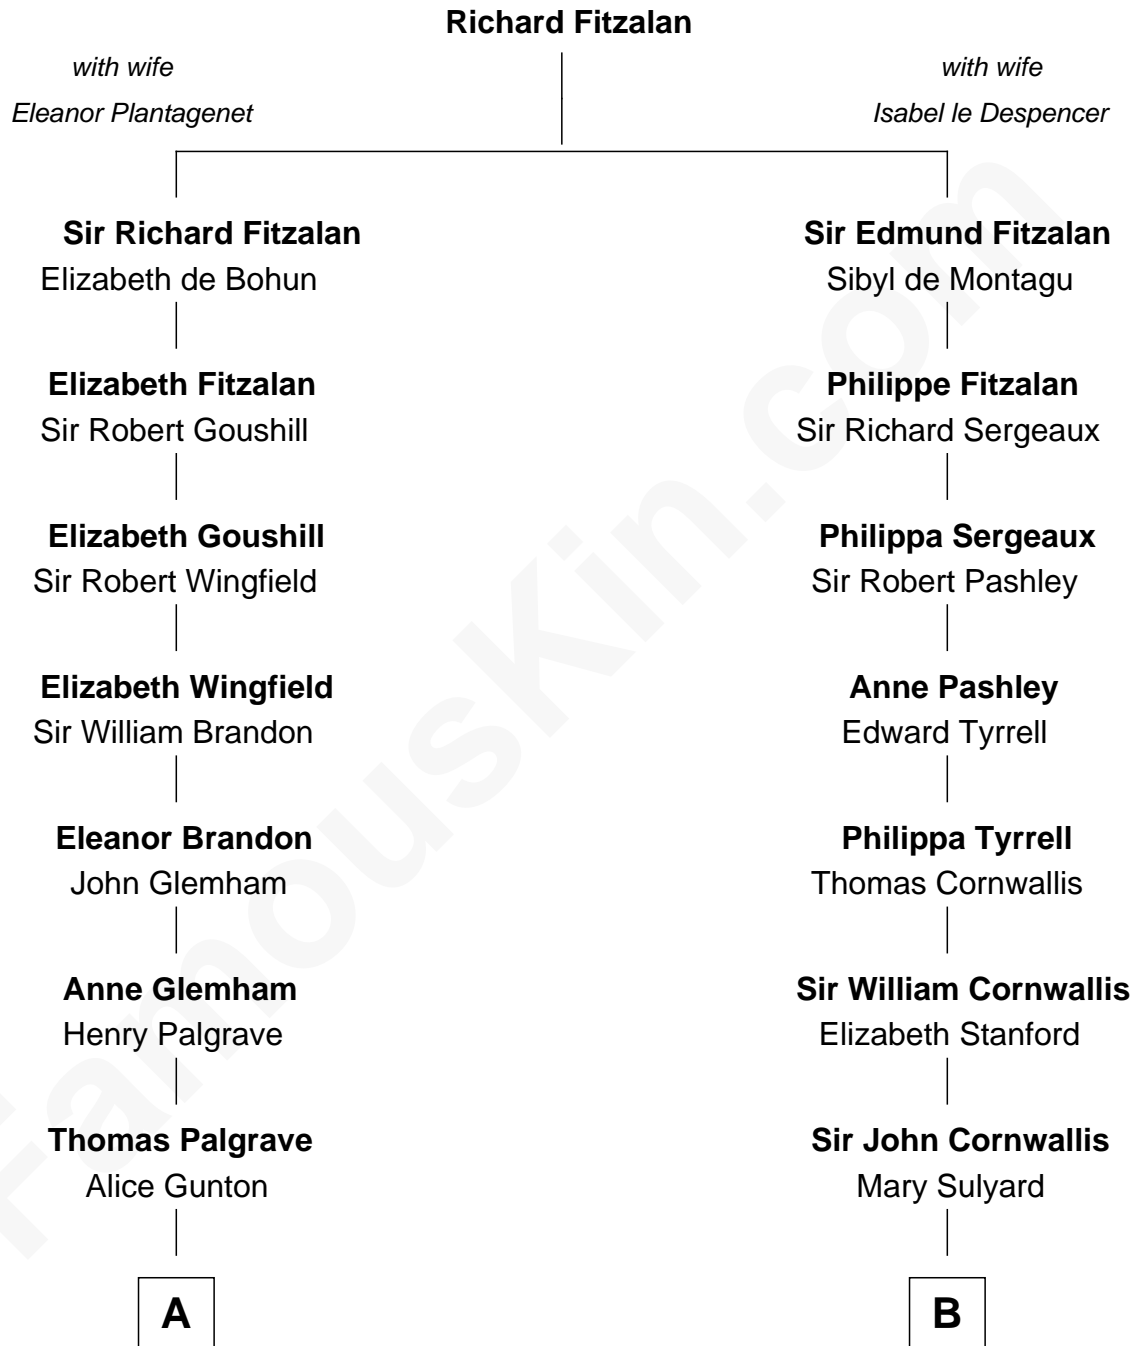 Richard Fitzalan
with wife
Eleanor Plantagenet
with wife
Isabel le Despencer
Sir Richard Fitzalan
Elizabeth de Bohun
Sir Edmund Fitzalan
Sibyl de Montagu
Elizabeth Fitzalan
Sir Robert Goushill
Philippe Fitzalan
Sir Richard Sergeaux
Elizabeth Goushill
Sir Robert Wingfield
Philippa Sergeaux
Sir Robert Pashley
Elizabeth Wingfield
Sir William Brandon
Anne Pashley
Edward Tyrrell
Eleanor Brandon
John Glemham
Philippa Tyrrell
Thomas Cornwallis
Anne Glemham
Henry Palgrave
Sir William Cornwallis
Elizabeth Stanford
Thomas Palgrave
Alice Gunton
Sir John Cornwallis
Mary Sulyard
A
B
FamousKin.com